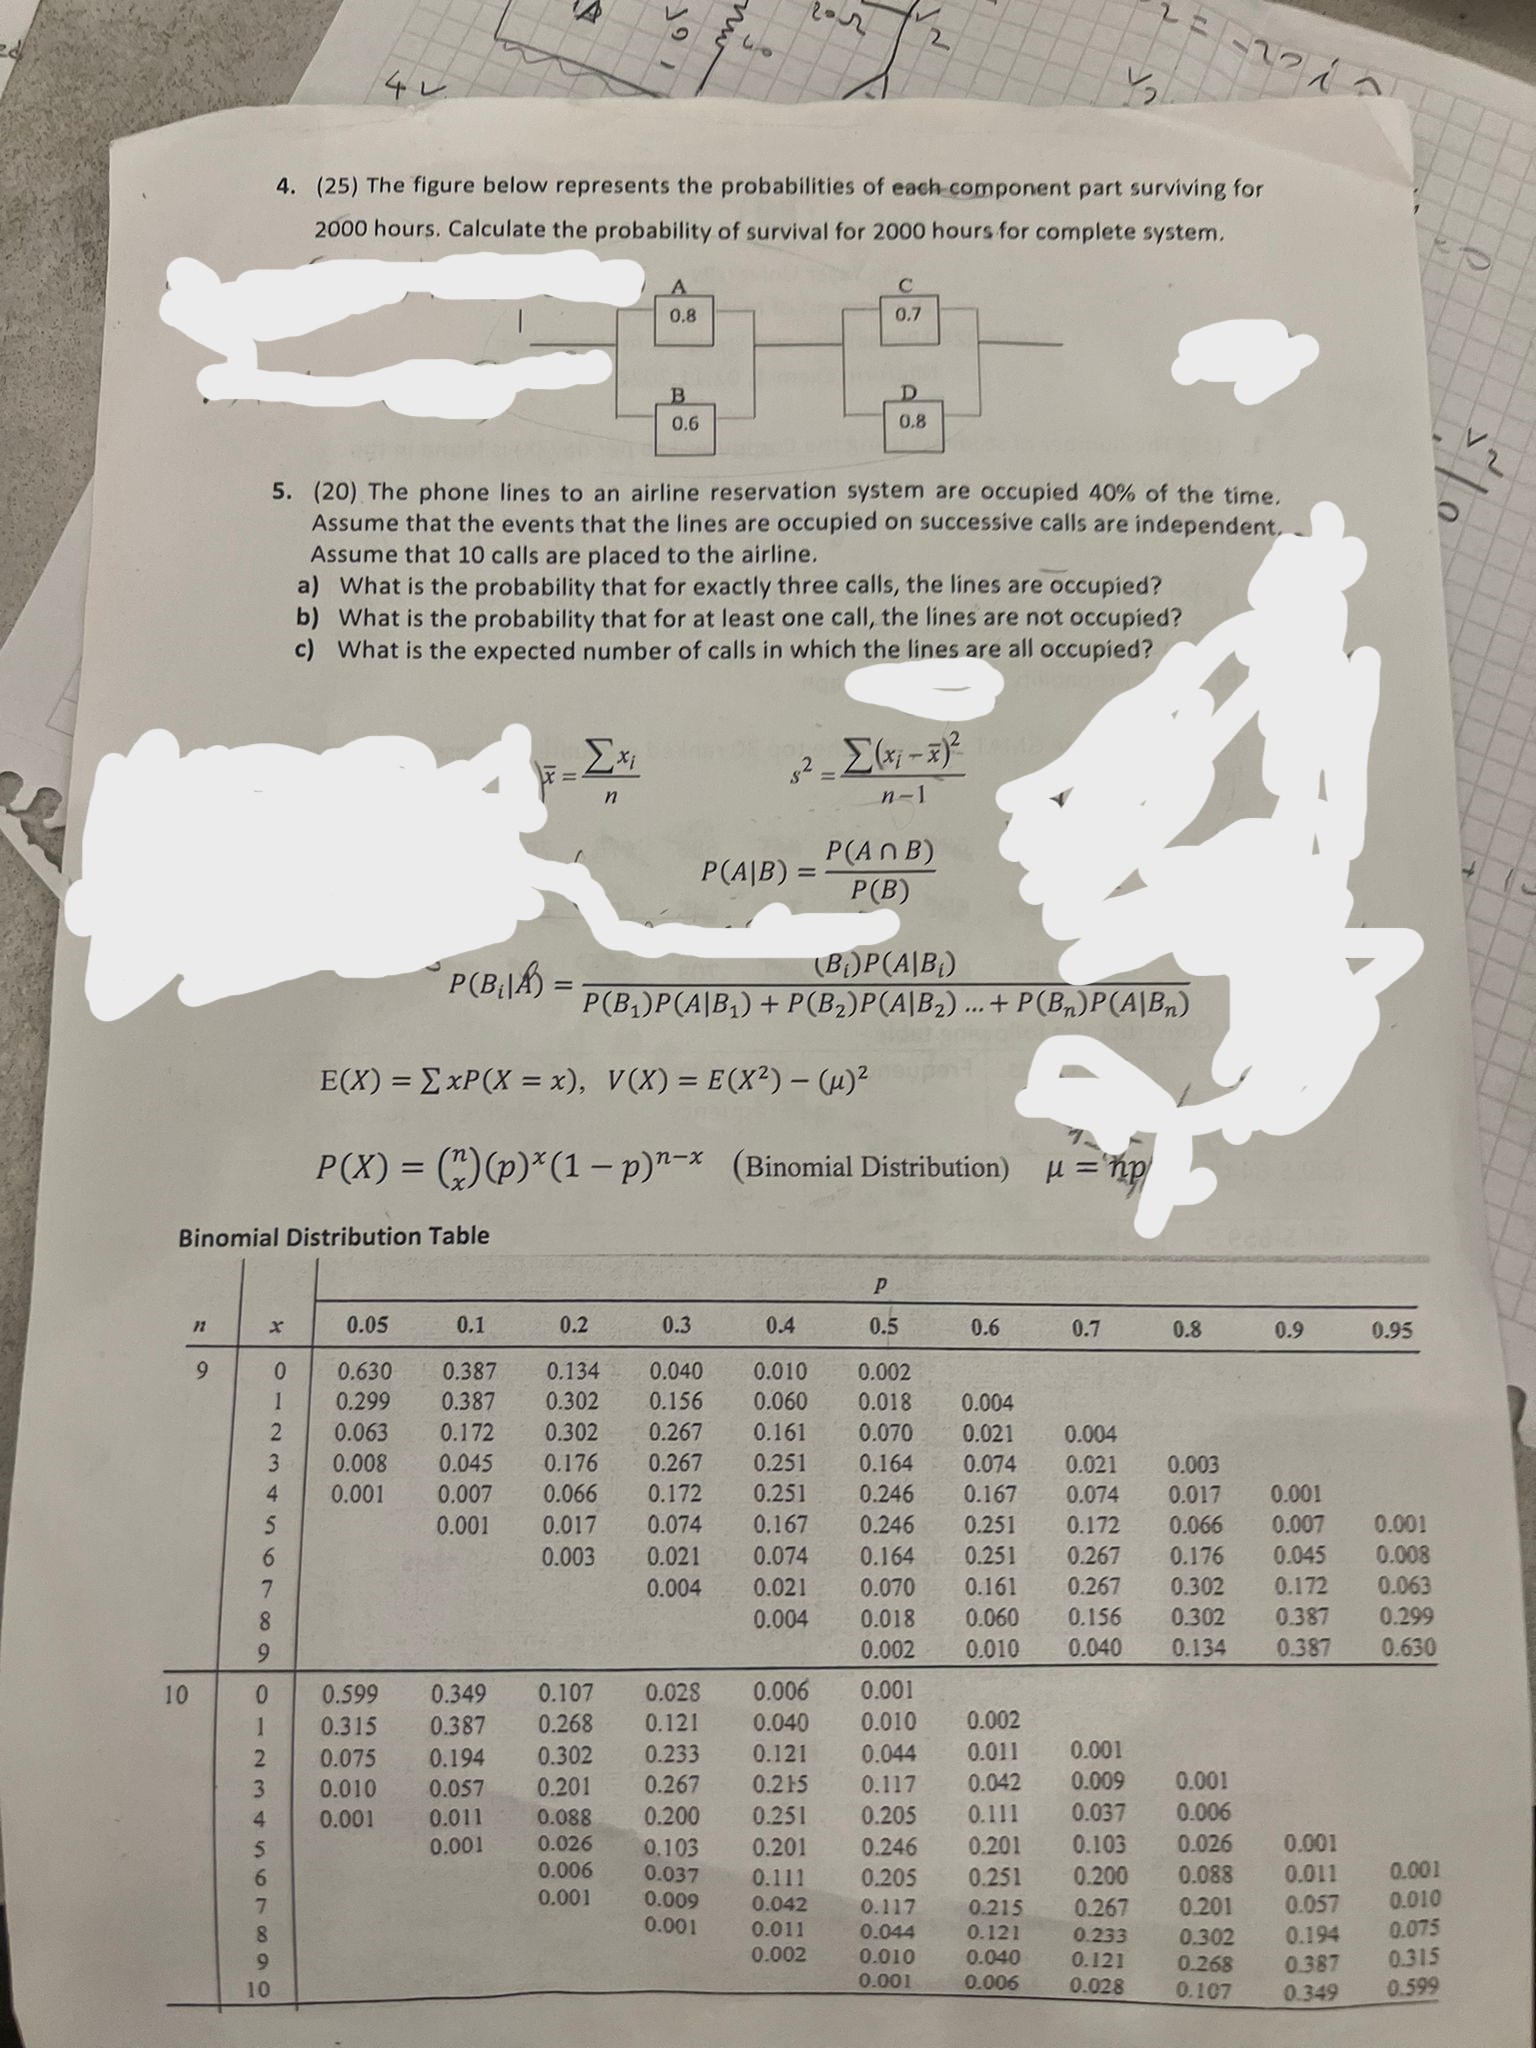 4V
20Ω
V2
4. (25) The figure below represents the probabilities of each component part surviving for
2000 hours. Calculate the probability of survival for 2000 hours for complete system.
A C
0.8 0.7
B D
0.6 0.8
5. (20) The phone lines to an airline reservation system are occupied 40% of the time.
Assume that the events that the lines are occupied on successive calls are independent.
Assume that 10 calls are placed to the airline.
a) What is the probability that for exactly three calls, the lines are occupied?
b) What is the probability that for at least one call, the lines are not occupied?
c) What is the expected number of calls in which the lines are all occupied?
x̄ = ∑xᵢ / n s² = ∑(xᵢ − x̄)² / n−1
P(A|B) = P(A ∩ B) / P(B)
P(Bᵢ|A) = (Bᵢ)P(A|Bᵢ) / P(B₁)P(A|B₁) + P(B₂)P(A|B₂) ... + P(Bₙ)P(A|Bₙ)
E(X) = ∑ xP(X = x), V(X) = E(X²) − (μ)²
P(X) = (n x)(p)ˣ(1 − p)ⁿ⁻ˣ (Binomial Distribution) μ = np
Binomial Distribution Table
p
n x 0.05 0.1 0.2 0.3 0.4 0.5 0.6 0.7 0.8 0.9 0.95
9 0 0.630 0.387 0.134 0.040 0.010 0.002
1 0.299 0.387 0.302 0.156 0.060 0.018 0.004
2 0.063 0.172 0.302 0.267 0.161 0.070 0.021 0.004
3 0.008 0.045 0.176 0.267 0.251 0.164 0.074 0.021 0.003
4 0.001 0.007 0.066 0.172 0.251 0.246 0.167 0.074 0.017 0.001
5 0.001 0.017 0.074 0.167 0.246 0.251 0.172 0.066 0.007 0.001
6 0.003 0.021 0.074 0.164 0.251 0.267 0.176 0.045 0.008
7 0.004 0.021 0.070 0.161 0.267 0.302 0.172 0.063
8 0.004 0.018 0.060 0.156 0.302 0.387 0.299
9 0.002 0.010 0.040 0.134 0.387 0.630
10 0 0.599 0.349 0.107 0.028 0.006 0.001
1 0.315 0.387 0.268 0.121 0.040 0.010 0.002
2 0.075 0.194 0.302 0.233 0.121 0.044 0.011 0.001
3 0.010 0.057 0.201 0.267 0.215 0.117 0.042 0.009 0.001
4 0.001 0.011 0.088 0.200 0.251 0.205 0.111 0.037 0.006
5 0.001 0.026 0.103 0.201 0.246 0.201 0.103 0.026 0.001
6 0.006 0.037 0.111 0.205 0.251 0.200 0.088 0.011 0.001
7 0.001 0.009 0.042 0.117 0.215 0.267 0.201 0.057 0.010
8 0.001 0.011 0.044 0.121 0.233 0.302 0.194 0.075
9 0.002 0.010 0.040 0.121 0.268 0.387 0.315
10 0.001 0.006 0.028 0.107 0.349 0.599